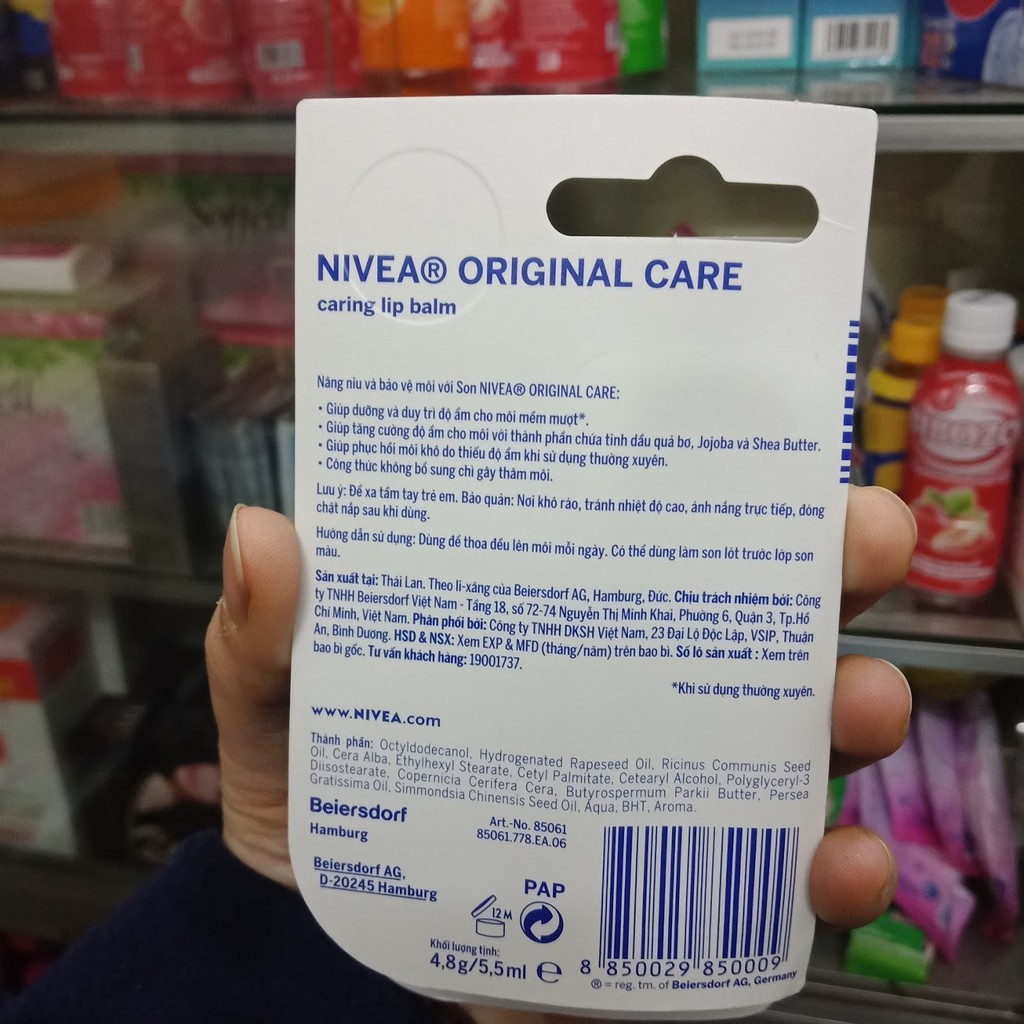 NIVEA® ORIGINAL CARE
caring lip balm
Nâng niu và bảo vệ môi với Son NIVEA® ORIGINAL CARE:
• Giúp dưỡng và duy trì độ ẩm cho môi mềm mượt*.
• Giúp tăng cường độ ẩm cho môi với thành phần chứa tinh dầu quả bơ, Jojoba và Shea Butter.
• Giúp phục hồi môi khô do thiếu độ ẩm khi sử dụng thường xuyên.
• Công thức không bổ sung chì gây thâm môi.
Lưu ý: Để xa tầm tay trẻ em. Bảo quản: Nơi khô ráo, tránh nhiệt độ cao, ánh nắng trực tiếp, đóng
chặt nắp sau khi dùng.
Hướng dẫn sử dụng: Dùng để thoa đều lên môi mỗi ngày. Có thể dùng làm son lót trước lớp son
màu.
Sản xuất tại: Thái Lan. Theo li-xăng của Beiersdorf AG, Hamburg, Đức. Chịu trách nhiệm bởi: Công
ty TNHH Beiersdorf Việt Nam - Tầng 18, số 72-74 Nguyễn Thị Minh Khai, Phường 6, Quận 3, Tp.Hồ
Chí Minh, Việt Nam. Phân phối bởi: Công ty TNHH DKSH Việt Nam, 23 Đại Lộ Độc Lập, VSIP, Thuận
An, Bình Dương. HSD & NSX: Xem EXP & MFD (tháng/năm) trên bao bì. Số lô sản xuất : Xem trên
bao bì gốc. Tư vấn khách hàng: 19001737.
*Khi sử dụng thường xuyên.
www.NIVEA.com
Thành phần: Octyldodecanol, Hydrogenated Rapeseed Oil, Ricinus Communis Seed
Oil, Cera Alba, Ethylhexyl Stearate, Cetyl Palmitate, Cetearyl Alcohol, Polyglyceryl-3
Diisostearate, Copernicia Cerifera Cera, Butyrospermum Parkii Butter, Persea
Gratissima Oil, Simmondsia Chinensis Seed Oil, Aqua, BHT, Aroma.
Beiersdorf
Hamburg
Art.-No. 85061
85061.778.EA.06
Beiersdorf AG,
D-20245 Hamburg
PAP
12 M
Khối lượng tịnh:
4,8g/5,5ml e
8 850029 850009
® = reg. tm. of Beiersdorf AG, Germany